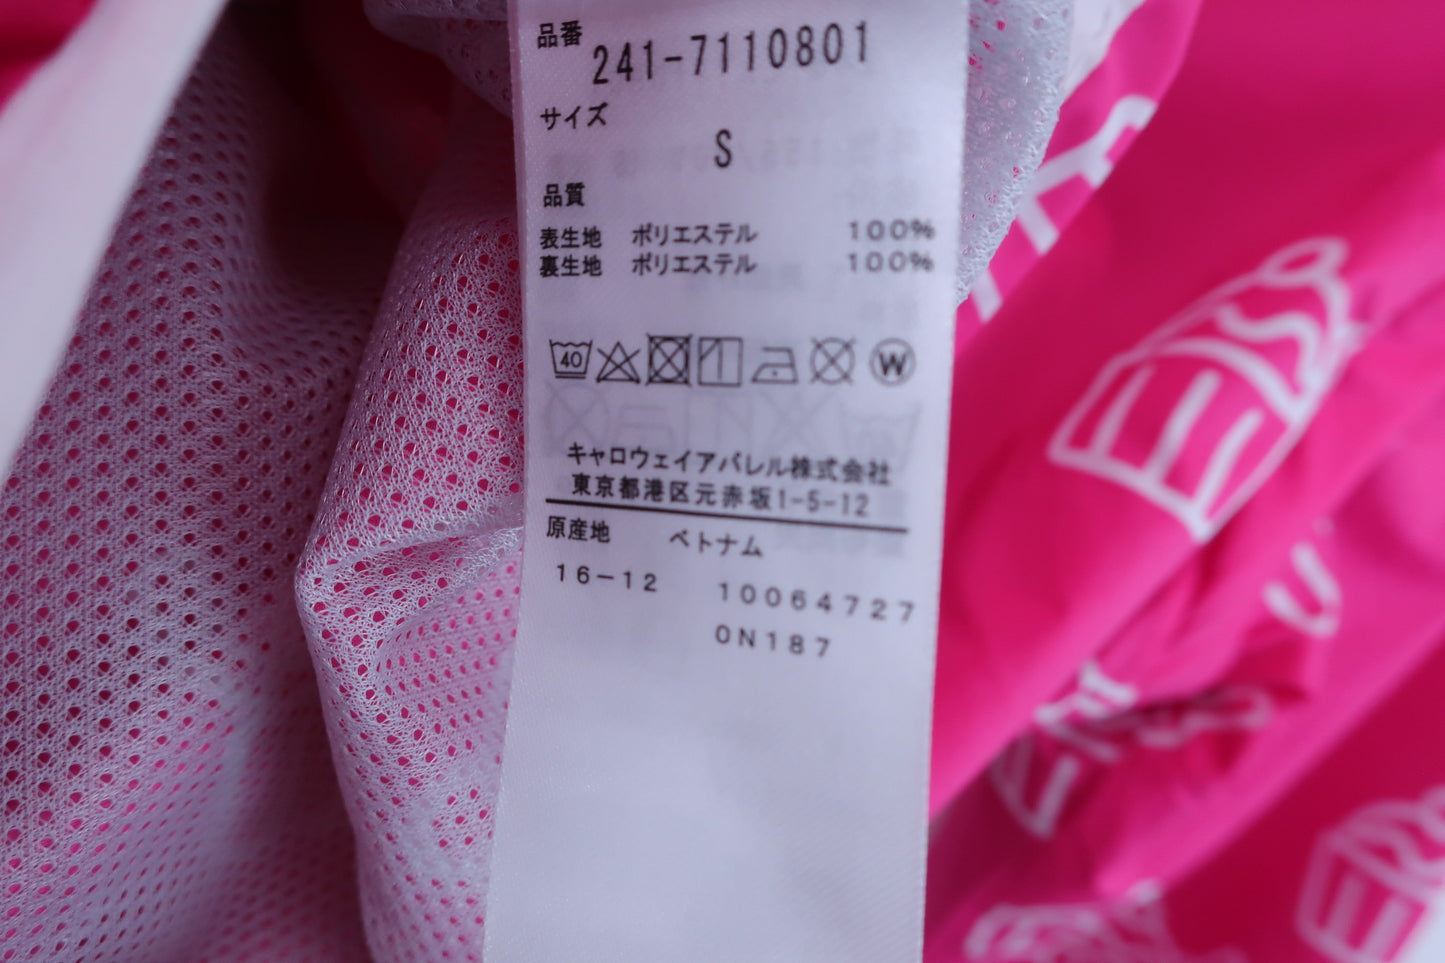 品番 241-7110801
サイズ
S
品質
表生地 ポリエステル 100%
裏生地 ポリエステル 100%
40 W
キャロウェイアパレル株式会社
東京都港区元赤坂1-5-12
原産地 ベトナム
16-12 10064727
0N187